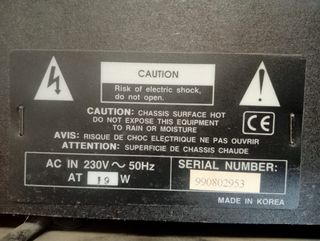 CAUTION
Risk of electric shock,
do not open.
CAUTION: CHASSIS SURFACE HOT
DO NOT EXPOSE THIS EQUIPMENT
TO RAIN OR MOISTURE
AVIS: RISQUE DE CHOC ELECTRIQUE NE PAS OUVRIR
ATTENTION: SUPERFICIE DE CHASSIS CHAUDE
AC IN 230V ~ 50Hz
AT 19 W
SERIAL NUMBER:
990802953
MADE IN KOREA
CE